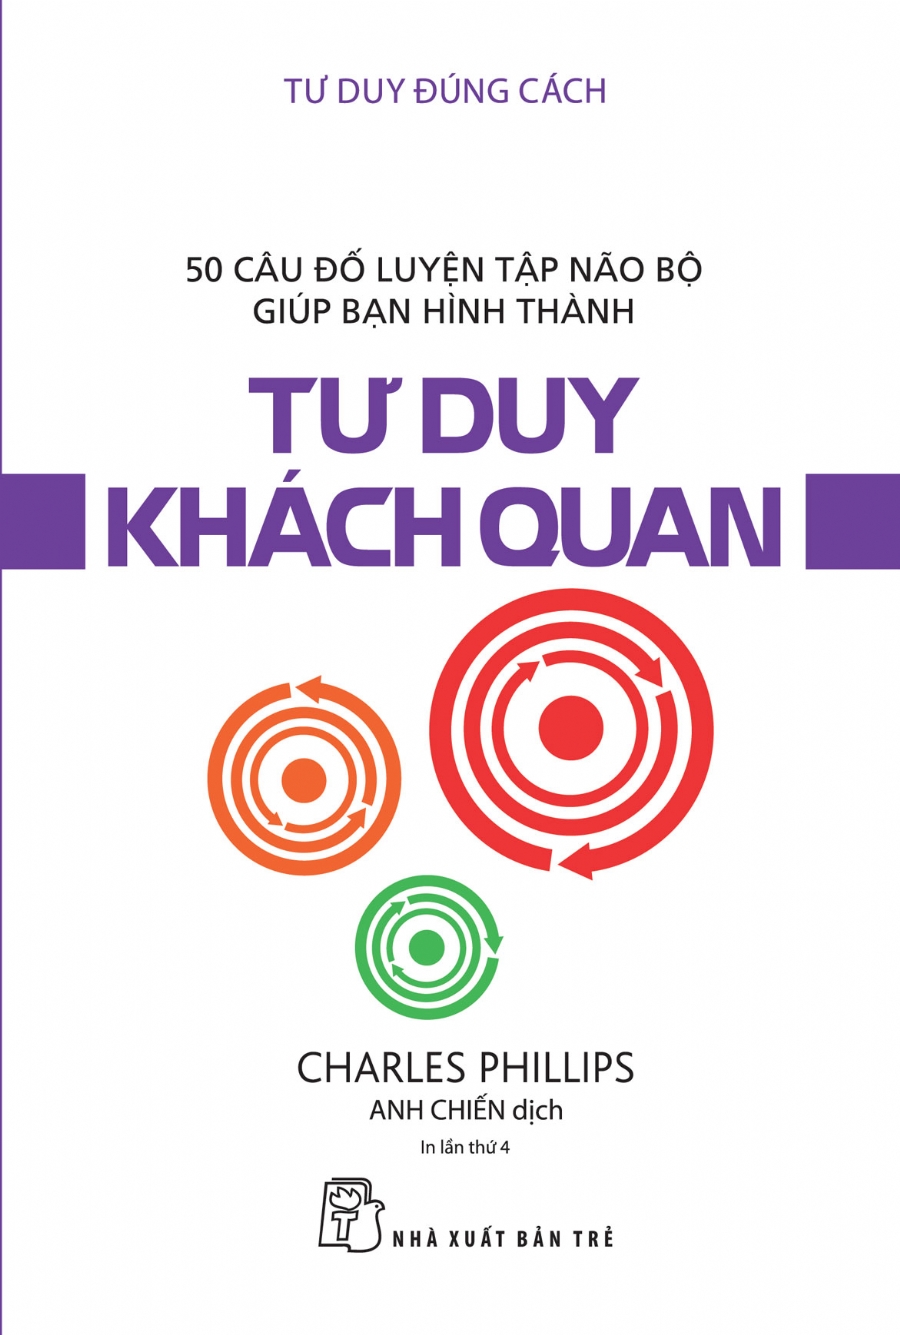 TƯ DUY ĐÚNG CÁCH
50 CÂU ĐỐ LUYỆN TẬP NÃO BỘ
GIÚP BẠN HÌNH THÀNH
TƯ DUY
KHÁCH QUAN
CHARLES PHILLIPS
ANH CHIẾN dịch
In lần thứ 4
T
NHÀ XUẤT BẢN TRẺ